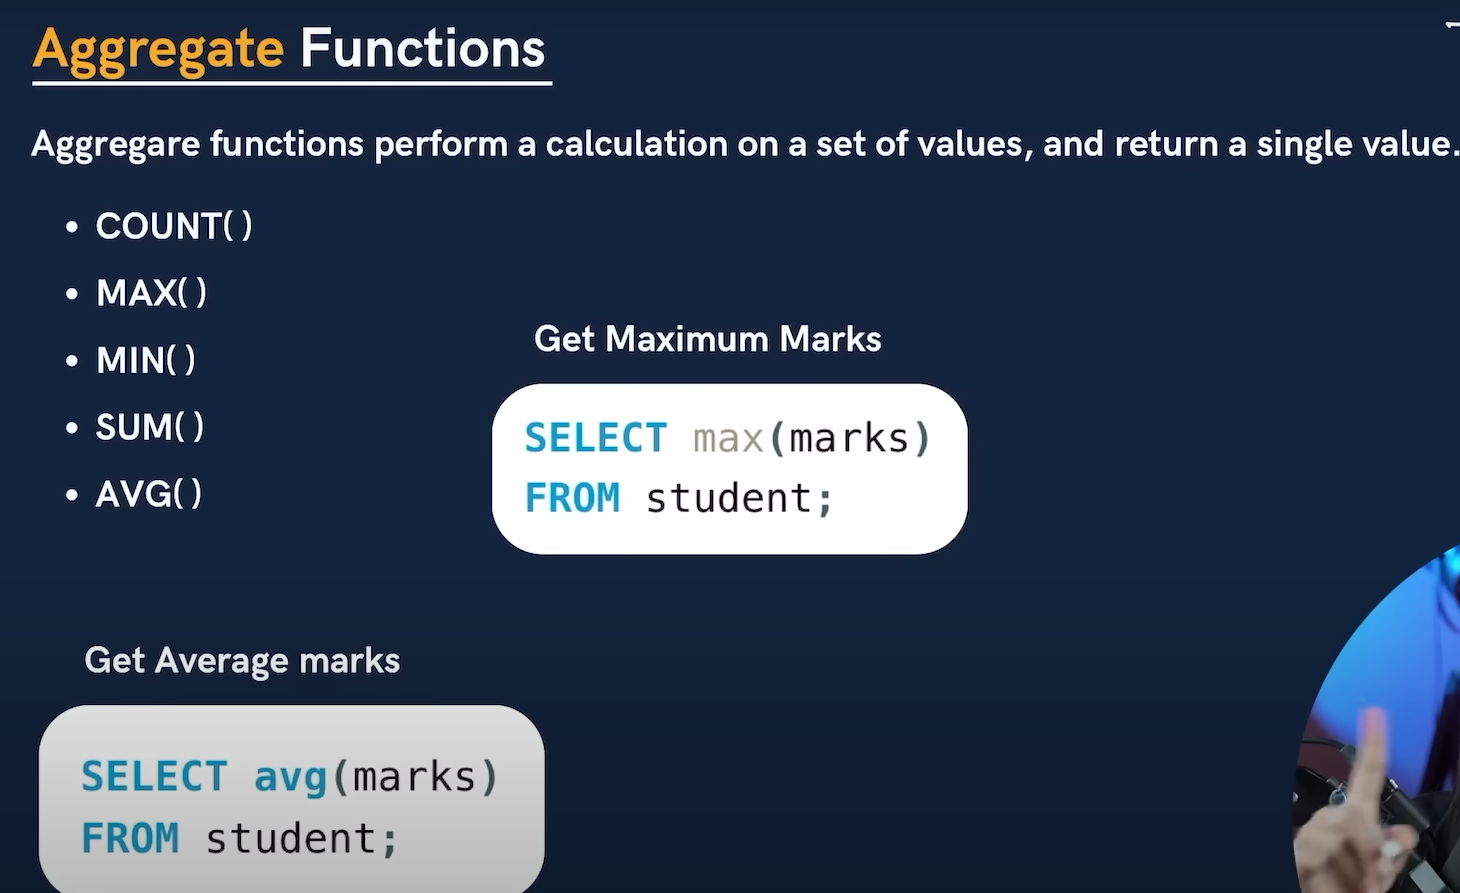 Aggregate Functions
Aggregare functions perform a calculation on a set of values, and return a single value.
• COUNT( )
• MAX( )
• MIN( )
• SUM( )
• AVG( )
Get Maximum Marks
SELECT max(marks)
FROM student;
Get Average marks
SELECT avg(marks)
FROM student;